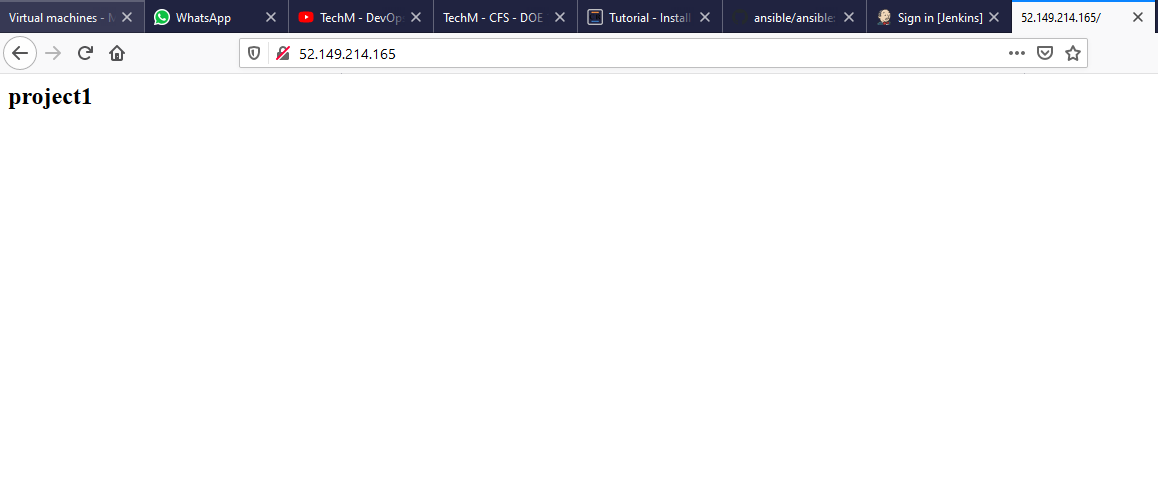 Virtual machines - M
WhatsApp
TechM - DevOp
TechM - CFS - DOE
Tutorial - Install
ansible/ansible:
Sign in [Jenkins]
52.149.214.165/
52.149.214.165
project1